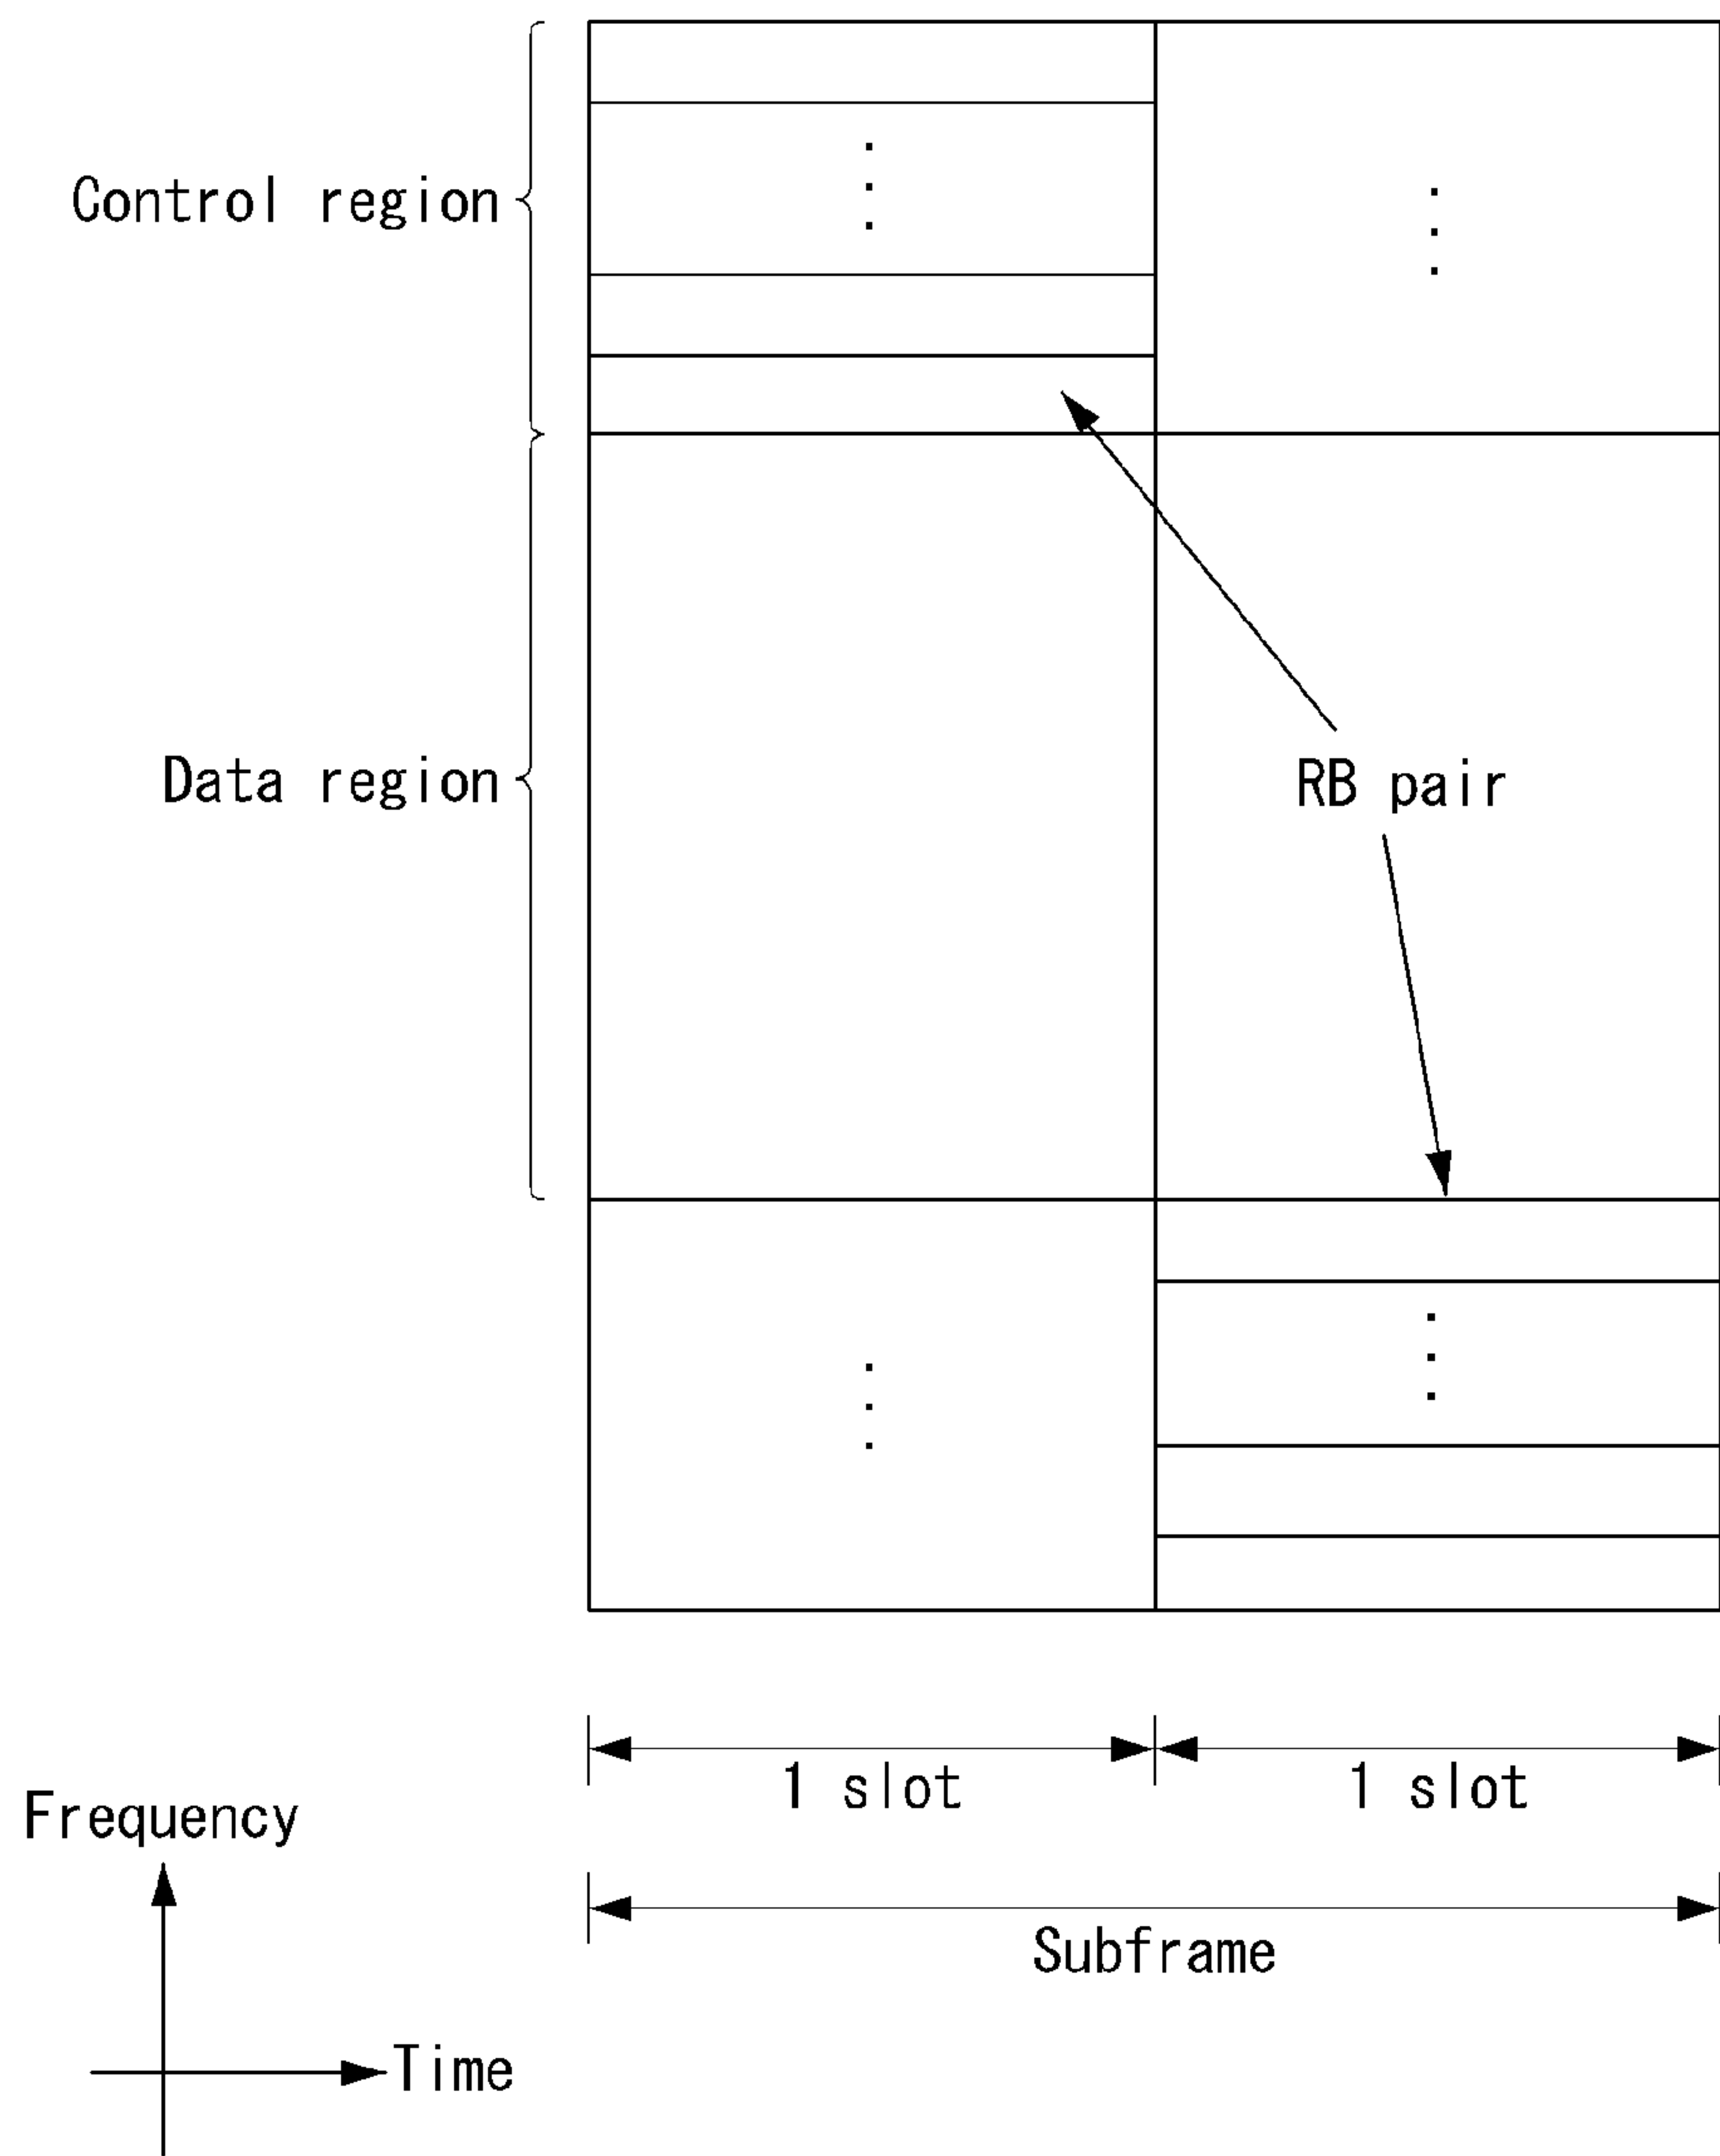 Control region
Data region
RB pair
1 slot
1 slot
Frequency
Subframe
Time